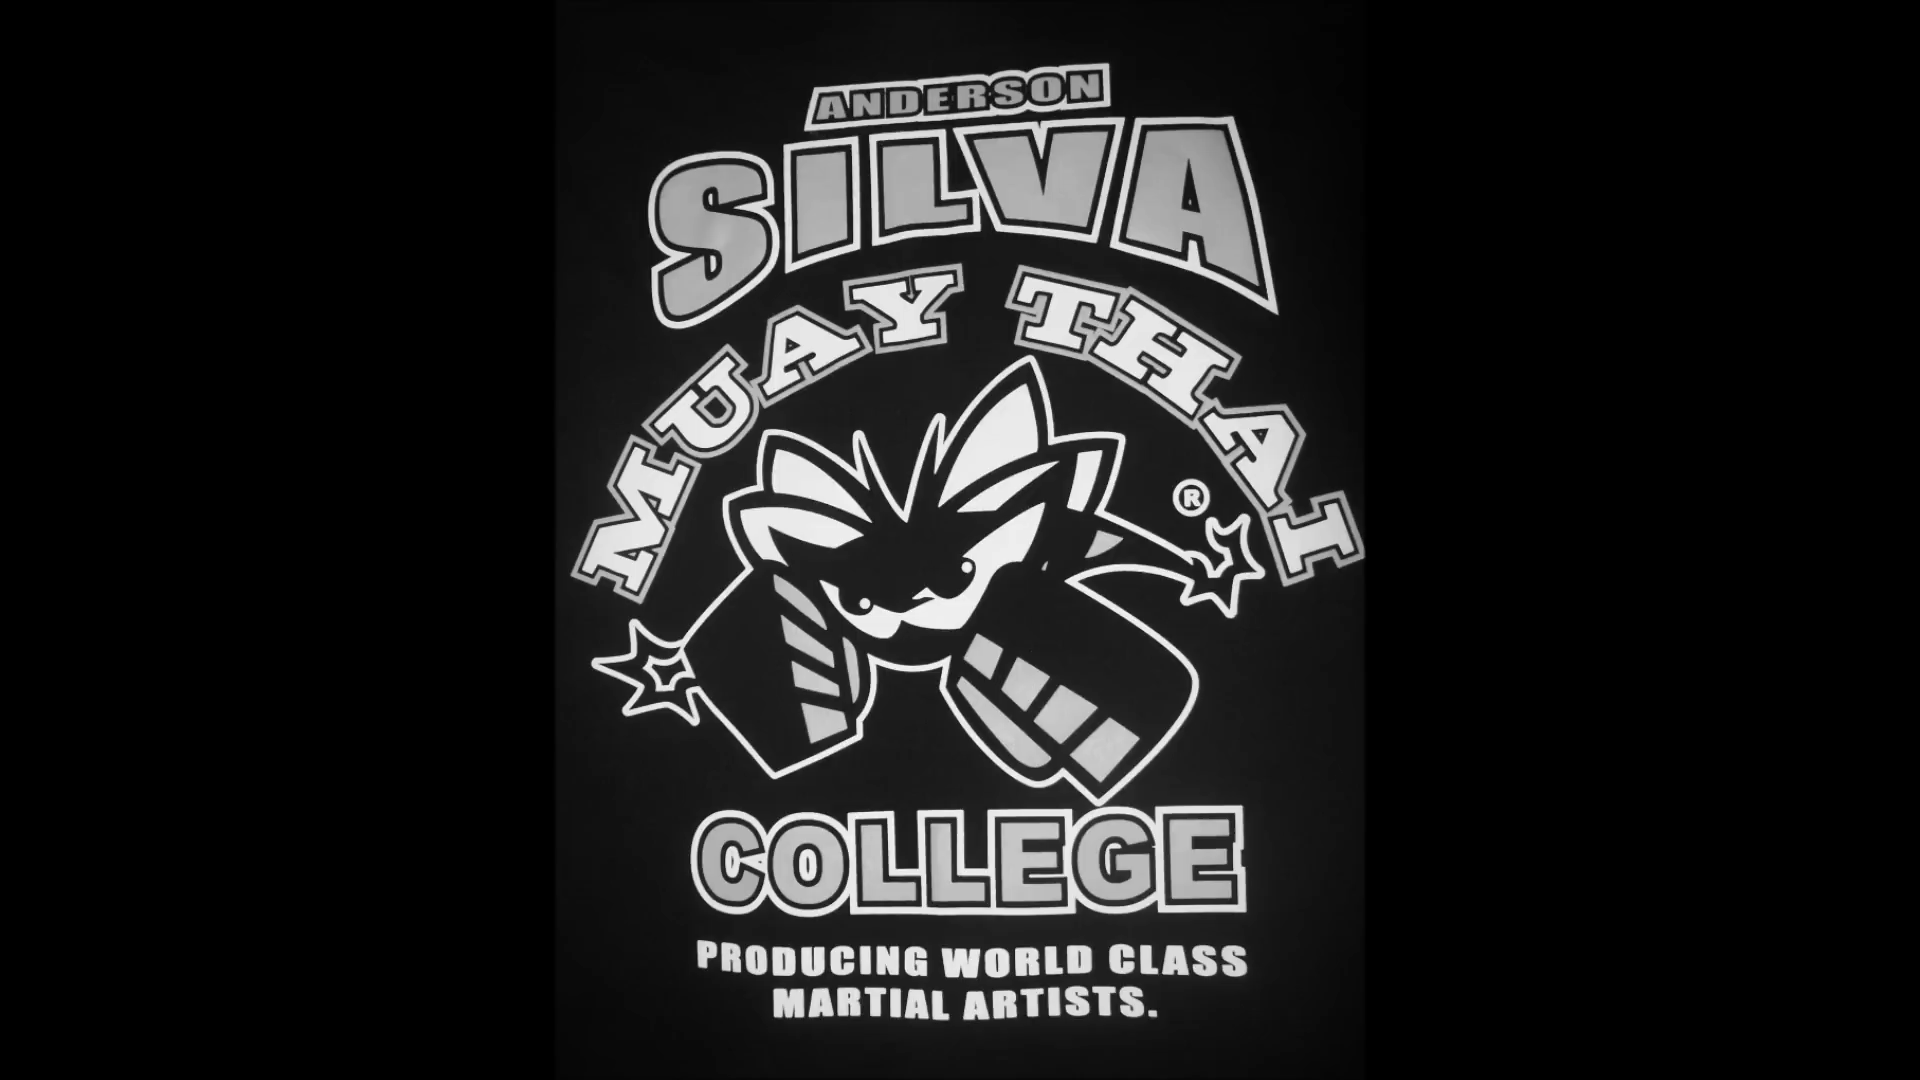 ANDERSON
SILVA
MUAY THAI
®
COLLEGE
PRODUCING WORLD CLASS
MARTIAL ARTISTS.